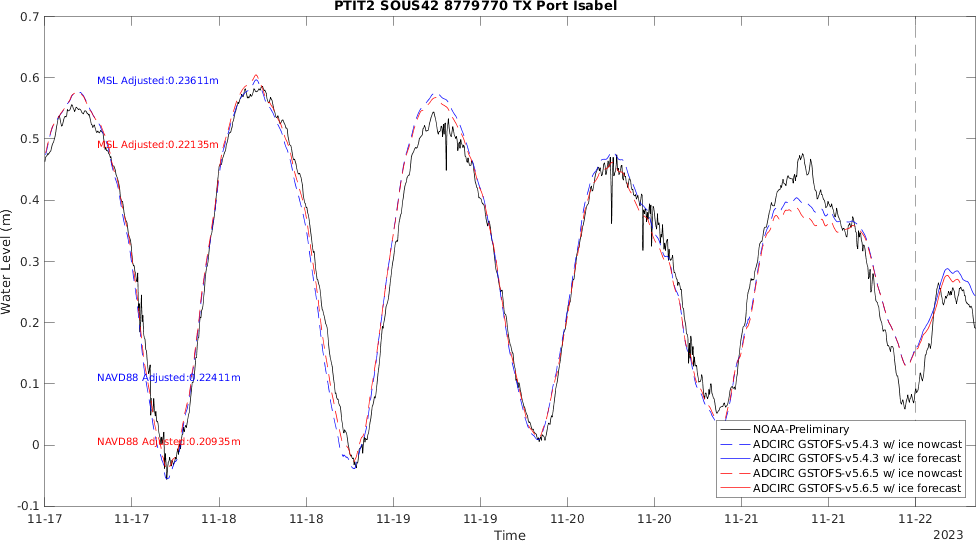 PTIT2 SOUS42 8779770 TX Port Isabel
0.7
0.6
0.5
0.4
0.3
0.2
0.1
0
-0.1
Water Level (m)
MSL Adjusted:0.23611m
MSL Adjusted:0.22135m
NAVD88 Adjusted:0.22411m
NAVD88 Adjusted:0.20935m
NOAA-Preliminary
ADCIRC GSTOFS-v5.4.3 w/ ice nowcast
ADCIRC GSTOFS-v5.4.3 w/ ice forecast
ADCIRC GSTOFS-v5.6.5 w/ ice nowcast
ADCIRC GSTOFS-v5.6.5 w/ ice forecast
11-17 11-17 11-18 11-18 11-19 11-19 11-20 11-20 11-21 11-21 11-22
Time
2023